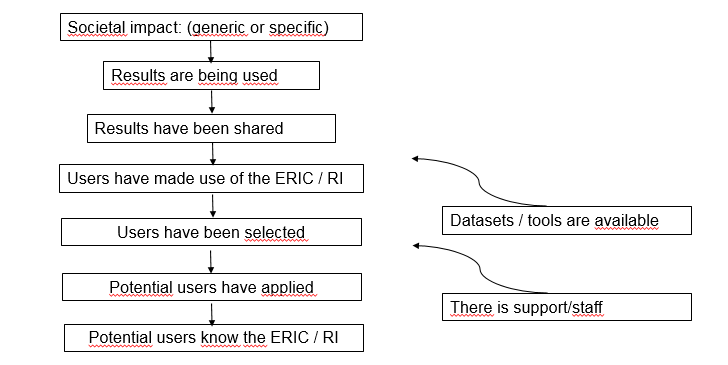 Societal impact: (generic or specific)
Results are being used
Results have been shared
Users have made use of the ERIC / RI
Users have been selected
Potential users have applied
Potential users know the ERIC / RI
Datasets / tools are available
There is support/staff